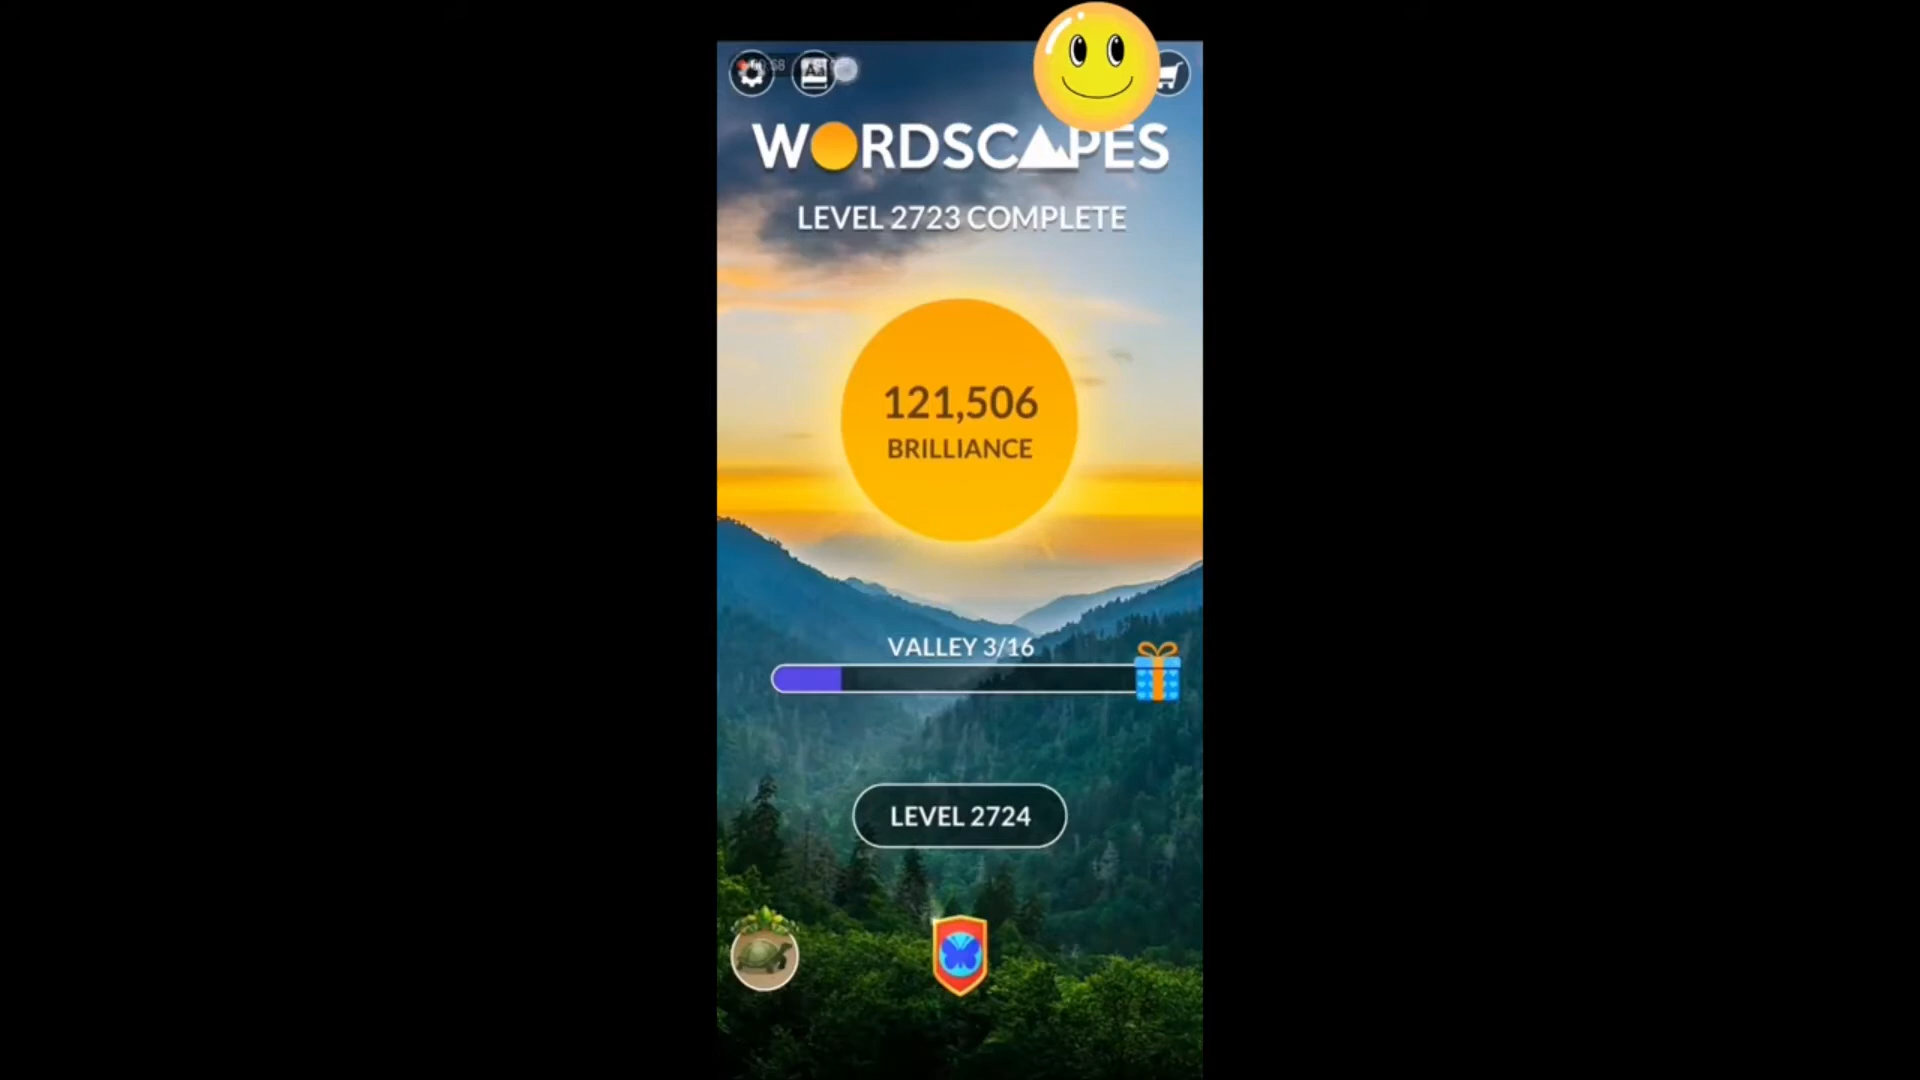 WORDSCAPES
LEVEL 2723 COMPLETE
121,506
BRILLIANCE
VALLEY 3/16
LEVEL 2724